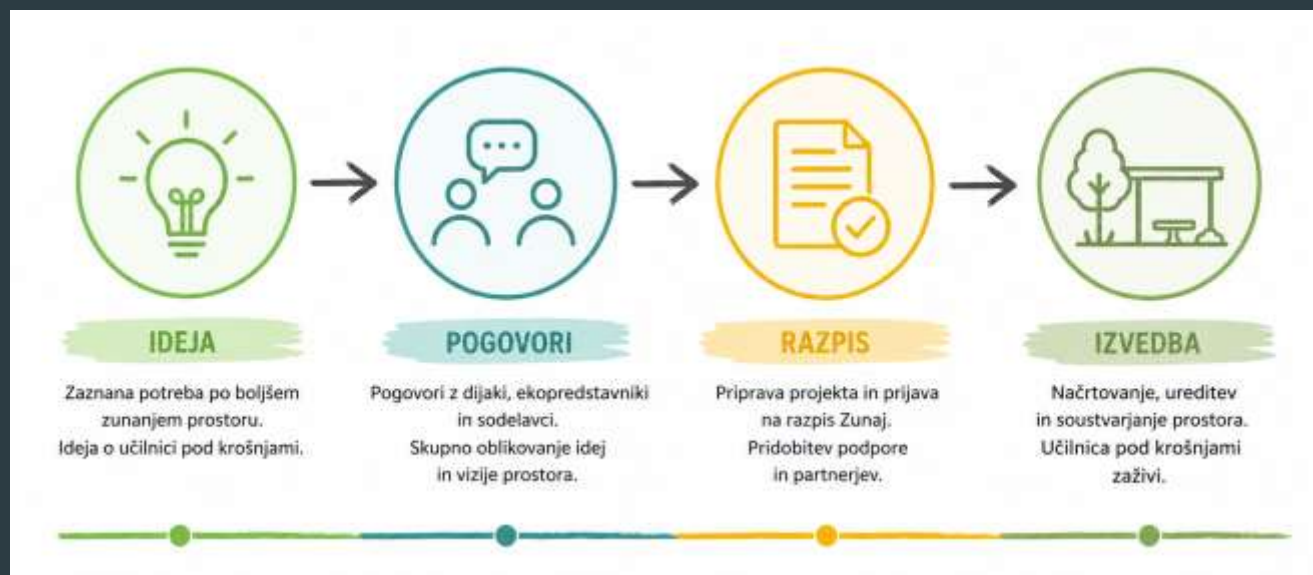 IDEJA
Zaznana potreba po boljšem
zunanjem prostoru.
Ideja o učilnici pod krošnjami.
POGOVORI
Pogovori z dijaki, ekopredstavniki
in sodelavci.
Skupno oblikovanje idej
in vizije prostora.
RAZPIS
Priprava projekta in prijava
na razpis Zunaj.
Pridobitev podpore
in partnerjev.
IZVEDBA
Načrtovanje, ureditev
in soustvarjanje prostora.
Učilnica pod krošnjami
zaživi.